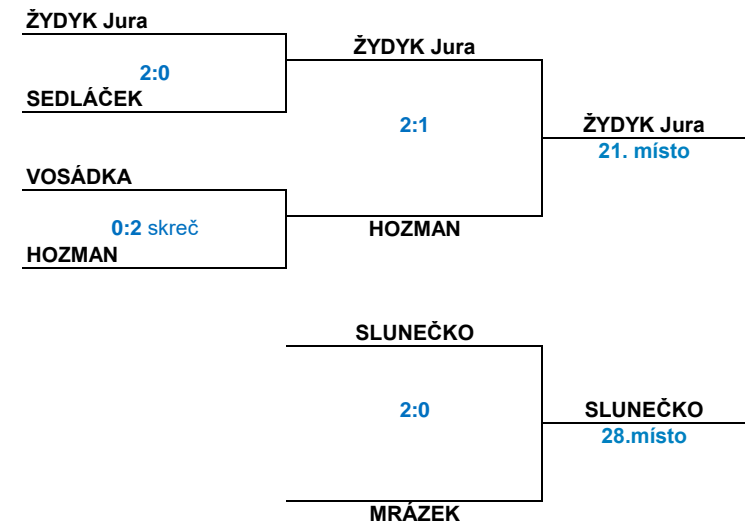 ŽYDYK Jura
ŽYDYK Jura
2:0
SEDLÁČEK
2:1
ŽYDYK Jura
21. místo
VOSÁDKA
0:2 skreč
HOZMAN
HOZMAN
SLUNEČKO
2:0
SLUNEČKO
28.místo
MRÁZEK